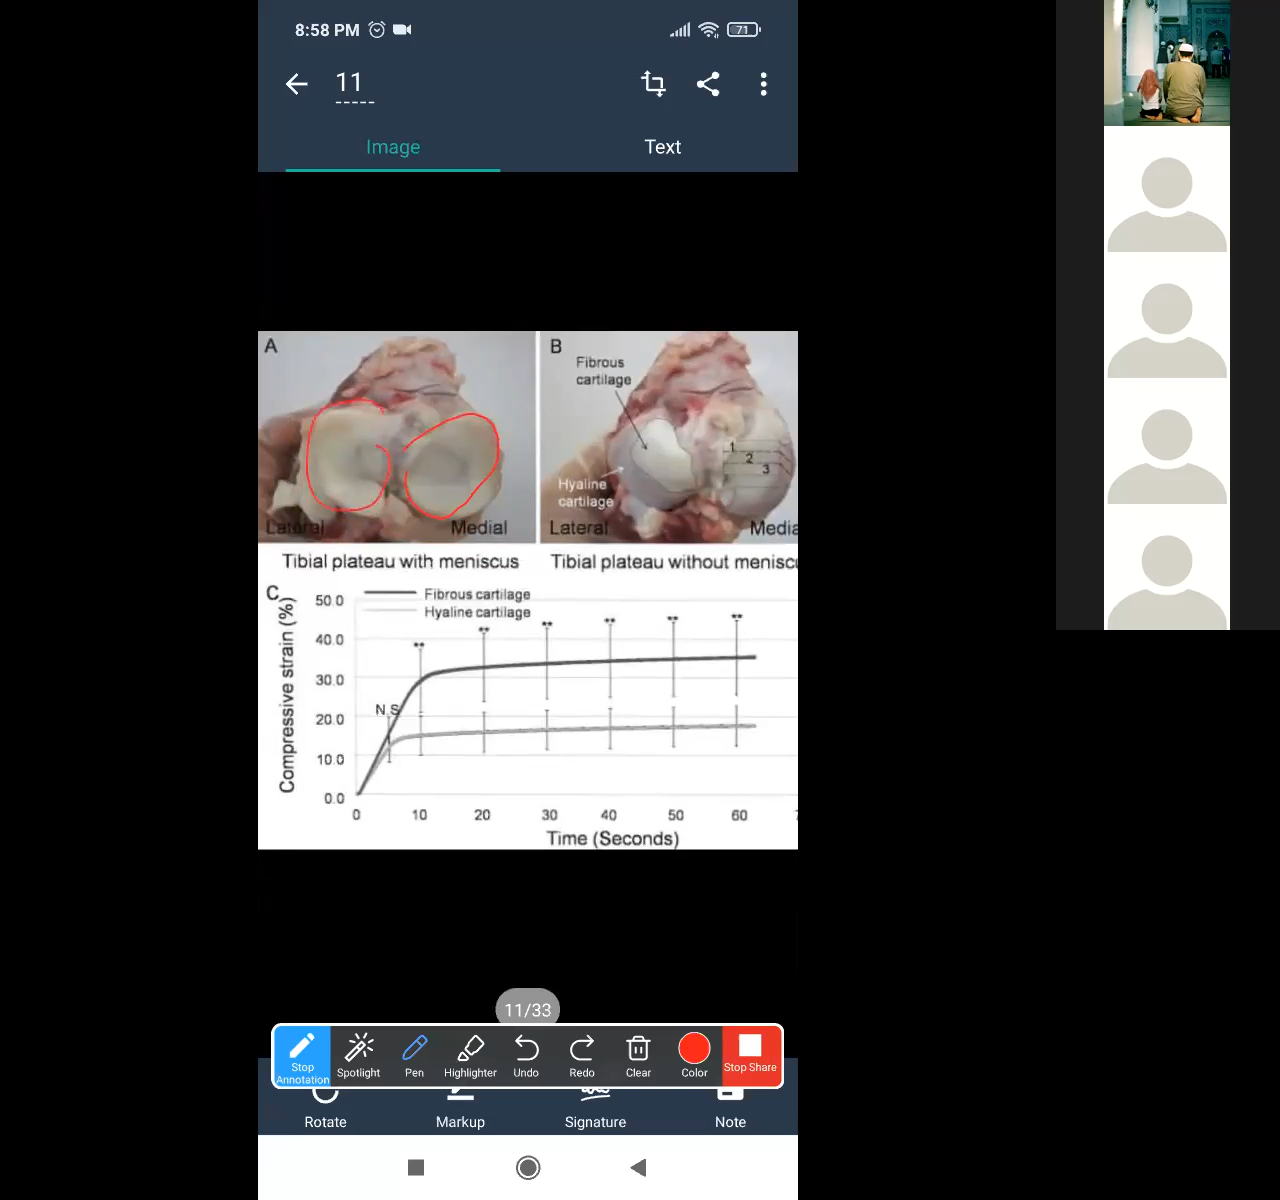 8:58 PM
71
11
Image
Text
A
B
Fibrous
cartilage
Hyaline
cartilage
1
2
3
Lateral
Medial
Lateral
Media
Tibial plateau with meniscus
Tibial plateau without menisc
C
Fibrous cartilage
Hyaline cartilage
Compressive strain (%)
50.0
40.0
30.0
20.0
10.0
0.0
**
**
**
**
**
**
N.S
0
10
20
30
40
50
60
Time (Seconds)
11/33
Stop
Annotation
Spotlight
Pen
Highlighter
Undo
Redo
Clear
Color
Stop Share
Rotate
Markup
Signature
Note